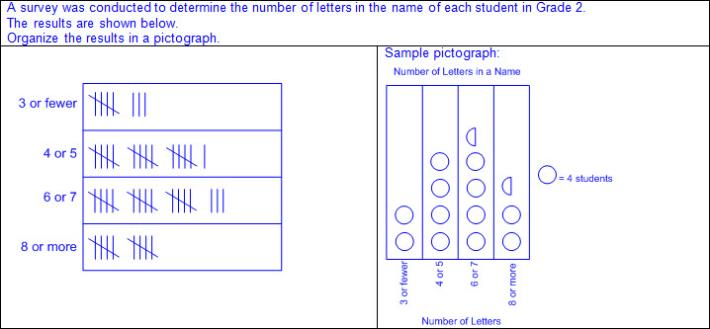 A survey was conducted to determine the number of letters in the name of each student in Grade 2.
The results are shown below.
Organize the results in a pictograph.
3 or fewer
4 or 5
6 or 7
8 or more
Sample pictograph:
Number of Letters in a Name
= 4 students
3 or fewer
4 or 5
6 or 7
8 or more
Number of Letters